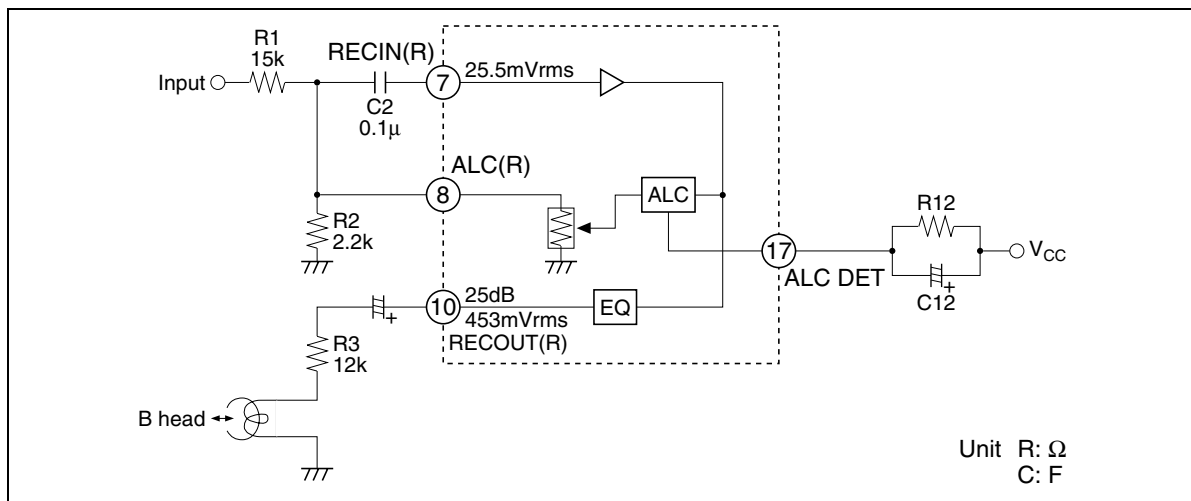 R1
15k
RECIN(R)
Input
7
25.5mVrms
C2
0.1μ
ALC(R)
8
ALC
R2
2.2k
R12
VCC
17
ALC DET
C12
+
10
25dB
453mVrms
RECOUT(R)
EQ
+
R3
12k
B head
Unit R: Ω
C: F